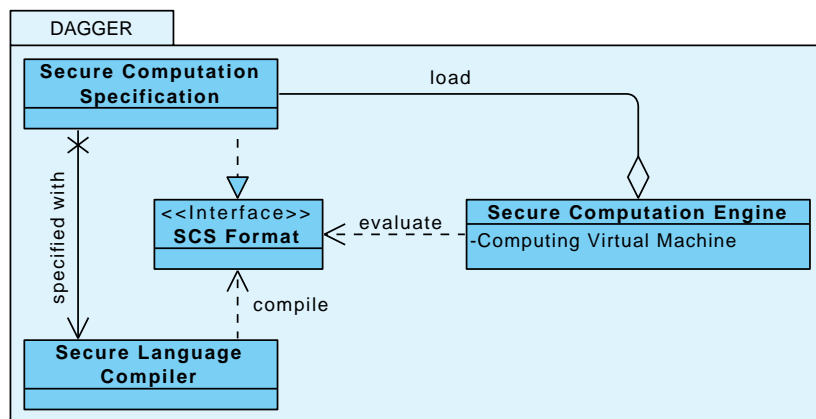 DAGGER
Secure Computation
Specification
load
specified with
<<Interface>>
SCS Format
evaluate
Secure Computation Engine
-Computing Virtual Machine
compile
Secure Language
Compiler